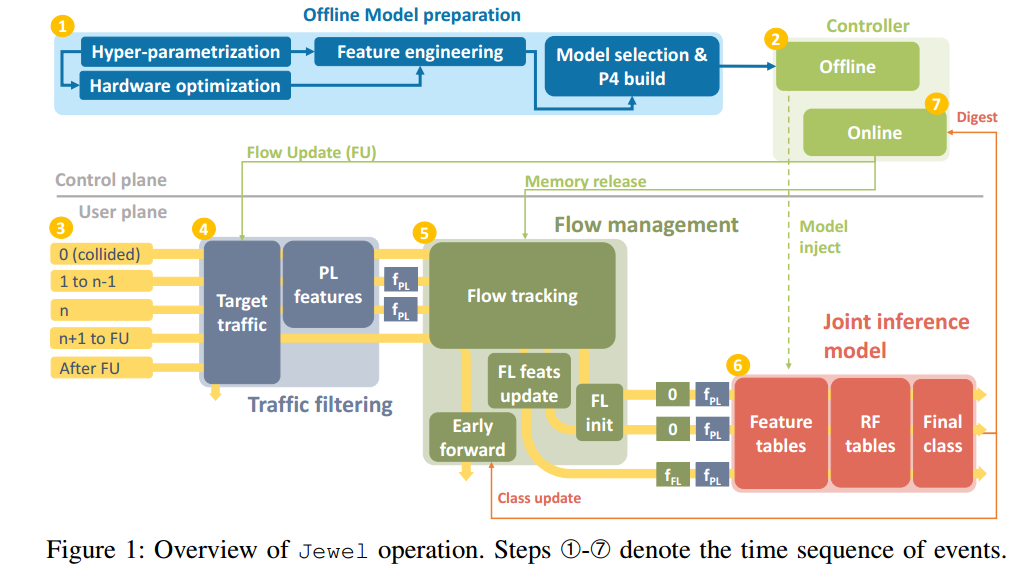 Offline Model preparation
1
Hyper-parametrization
Hardware optimization
Feature engineering
Model selection &
P4 build
Controller
2
Offline
7
Online
Digest
Flow Update (FU)
Memory release
Control plane
User plane
Model
inject
3
0 (collided)
1 to n-1
n
n+1 to FU
After FU
4
Target
traffic
PL
features
Traffic filtering
fPL
fPL
5
Flow management
Flow tracking
FL feats
update
FL
init
Early
forward
Class update
0 fPL
0 fPL
fFL fPL
Joint inference
model
6
Feature
tables
RF
tables
Final
class
Figure 1: Overview of Jewel operation. Steps ①-⑦ denote the time sequence of events.